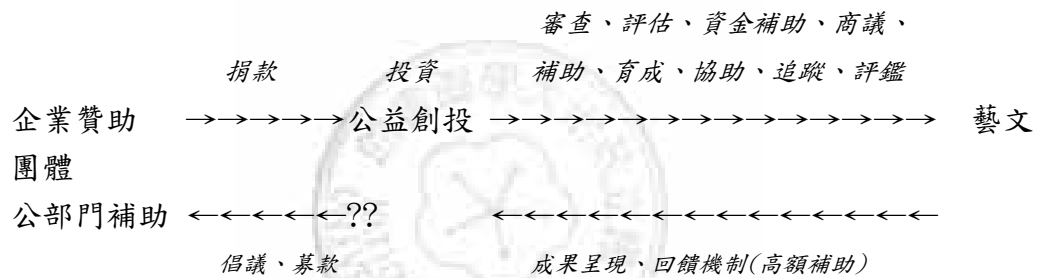 審查、評估、資金補助、商議、
捐款 投資 補助、育成、協助、追蹤、評鑑
企業贊助 →→→→→公益創投 →→→→→→→→→→→→→→ 藝文
團體
公部門補助 ←←←←←?? ←←←←←←←←←←←←←←
倡議、募款 成果呈現、回饋機制(高額補助)